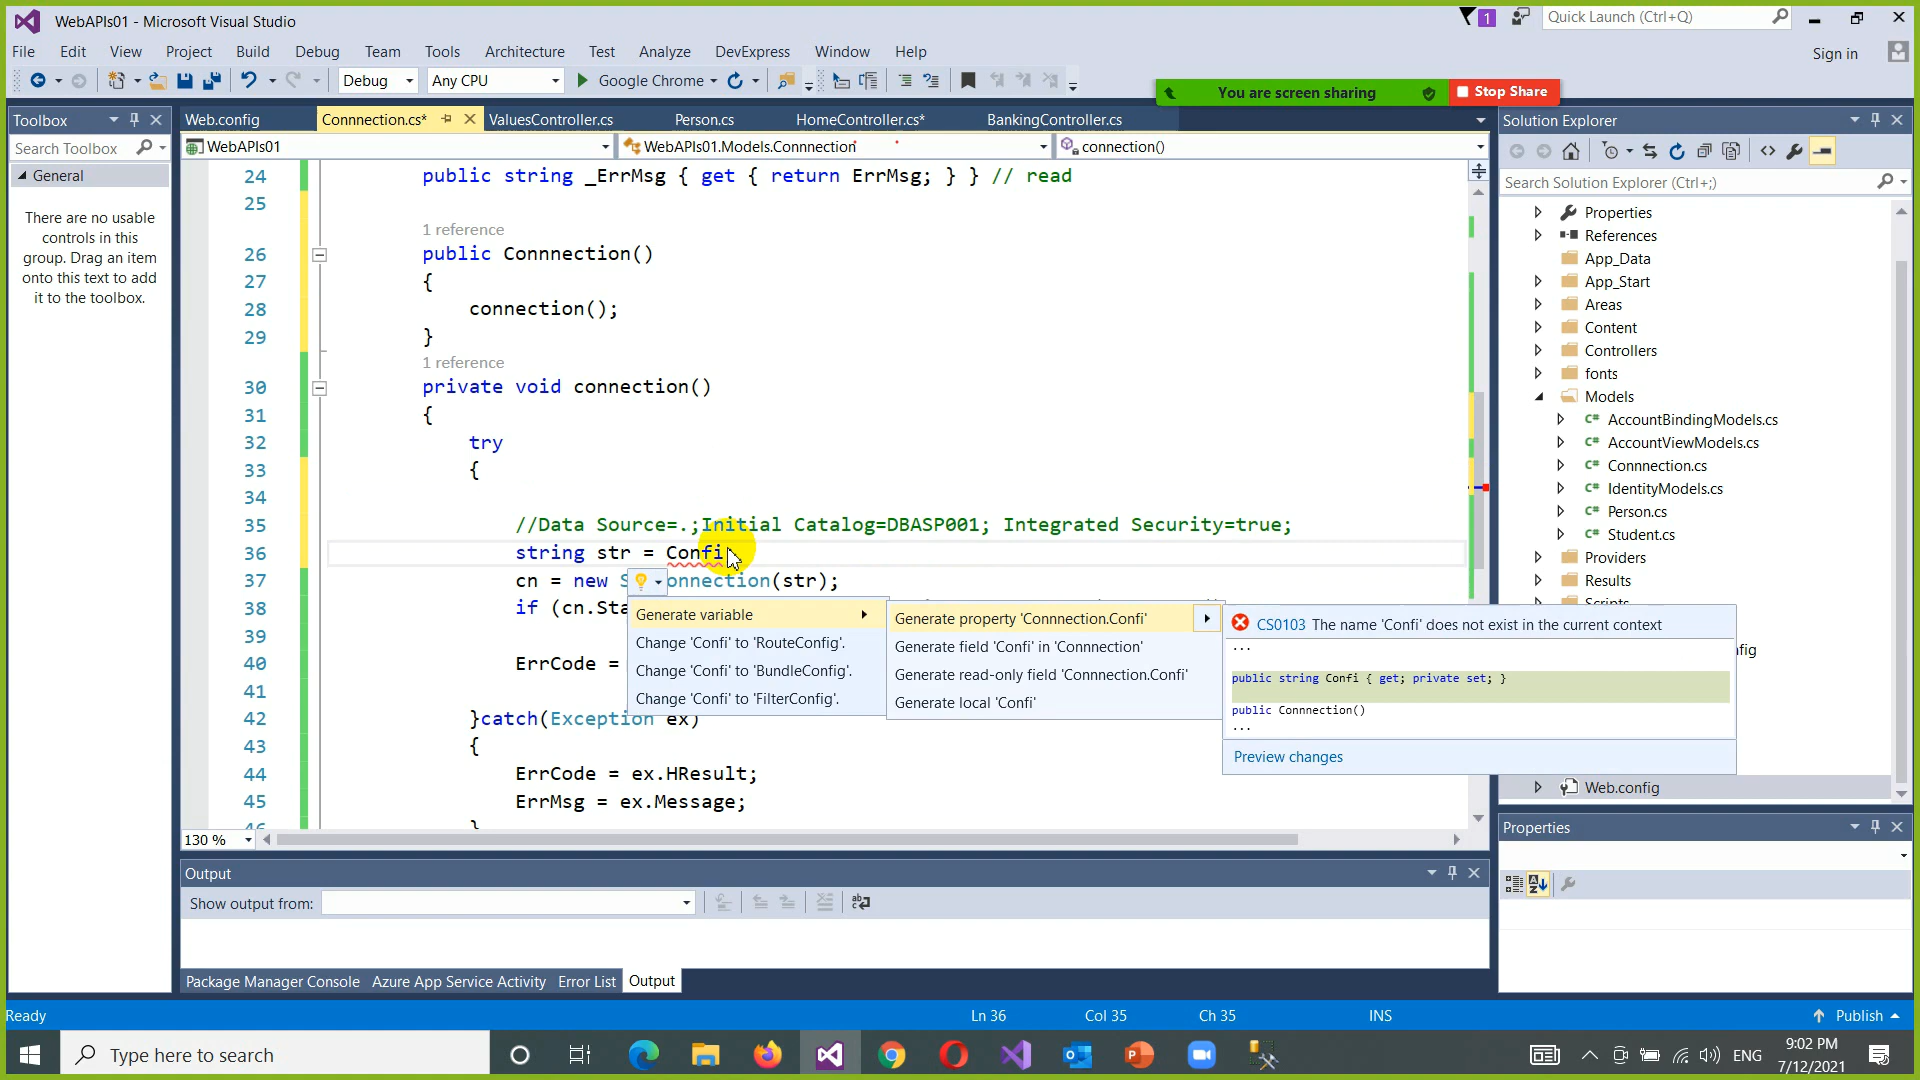 WebAPIs01 - Microsoft Visual Studio
1
Quick Launch (Ctrl+Q)
File Edit View Project Build Debug Team Tools Architecture Test Analyze DevExpress Window Help
Sign in
Debug Any CPU Google Chrome
You are screen sharing Stop Share
Toolbox
Search Toolbox
General
There are no usable
controls in this
group. Drag an item
onto this text to add
it to the toolbox.
Web.config Connnection.cs* ValuesController.cs Person.cs HomeController.cs* BankingController.cs
WebAPIs01 WebAPIs01.Models.Connnection connection()
24 public string _ErrMsg { get { return ErrMsg; } } // read
25
1 reference
26 public Connnection()
27 {
28 connection();
29 }
1 reference
30 private void connection()
31 {
32 try
33 {
34
35 //Data Source=.;Initial Catalog=DBASP001; Integrated Security=true;
36 string str = Confi
37 cn = new S onnection(str);
38 if (cn.Sta
39
40 ErrCode =
41
42 }catch(Exception ex)
43 {
44 ErrCode = ex.HResult;
45 ErrMsg = ex.Message;
46 }
Generate variable
Change 'Confi' to 'RouteConfig'.
Change 'Confi' to 'BundleConfig'.
Change 'Confi' to 'FilterConfig'.
Generate property 'Connnection.Confi'
Generate field 'Confi' in 'Connnection'
Generate read-only field 'Connnection.Confi'
Generate local 'Confi'
CS0103 The name 'Confi' does not exist in the current context
...
public string Confi { get; private set; }
public Connnection()
...
Preview changes
130 %
Output
Show output from:
Package Manager Console Azure App Service Activity Error List Output
Solution Explorer
Search Solution Explorer (Ctrl+;)
Properties
References
App_Data
App_Start
Areas
Content
Controllers
fonts
Models
AccountBindingModels.cs
AccountViewModels.cs
Connnection.cs
IdentityModels.cs
Person.cs
Student.cs
Providers
Results
Scripts
fig
Web.config
Properties
Ready Ln 36 Col 35 Ch 35 INS Publish
Type here to search
ENG
9:02 PM
7/12/2021